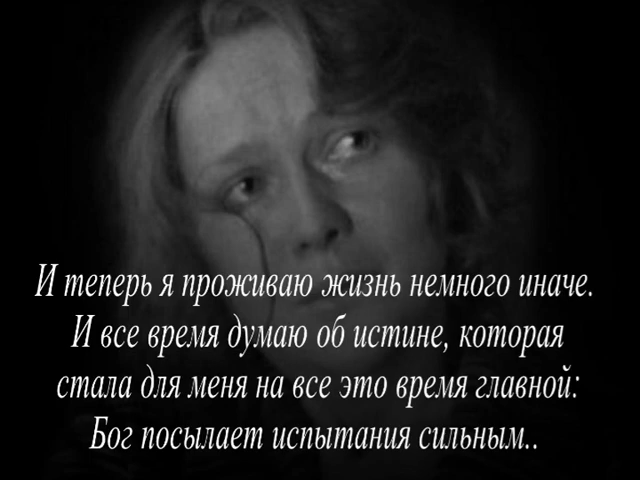 И теперь я проживаю жизнь немного иначе.
И все время думаю об истине, которая
стала для меня на все это время главной:
Бог посылает испытания сильным..